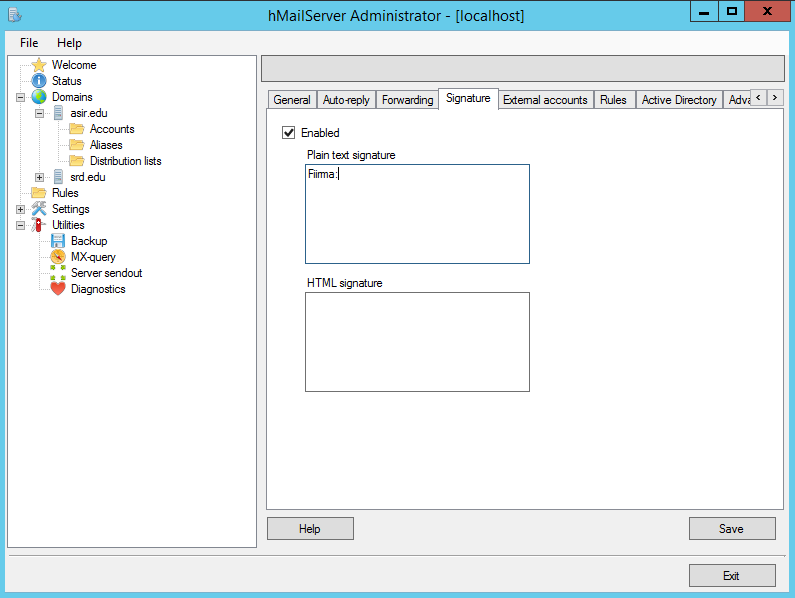 hMailServer Administrator - [localhost]
File Help
Welcome
Status
Domains
asir.edu
Accounts
Aliases
Distribution lists
srd.edu
Rules
Settings
Utilities
Backup
MX-query
Server sendout
Diagnostics
General Auto-reply Forwarding Signature External accounts Rules Active Directory Adva
Enabled
Plain text signature
Fiirma:
HTML signature
Help Save
Exit